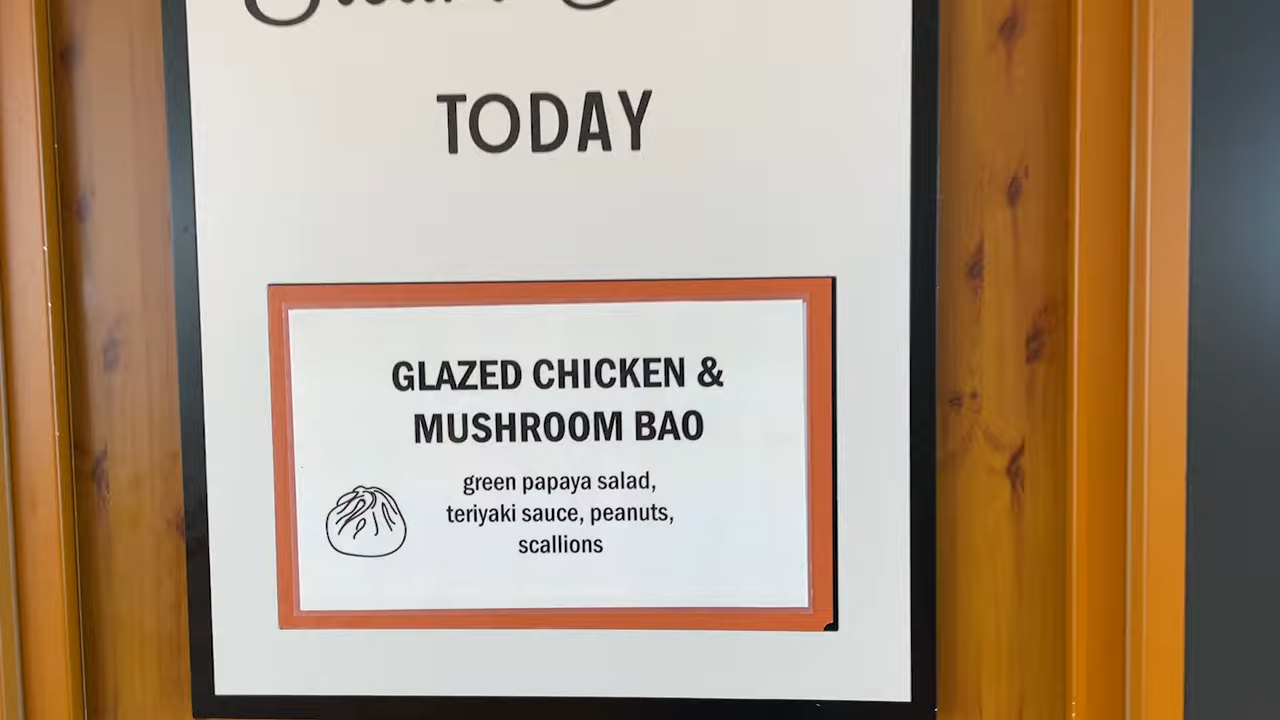 TODAY
GLAZED CHICKEN &
MUSHROOM BAO
green papaya salad,
teriyaki sauce, peanuts,
scallions